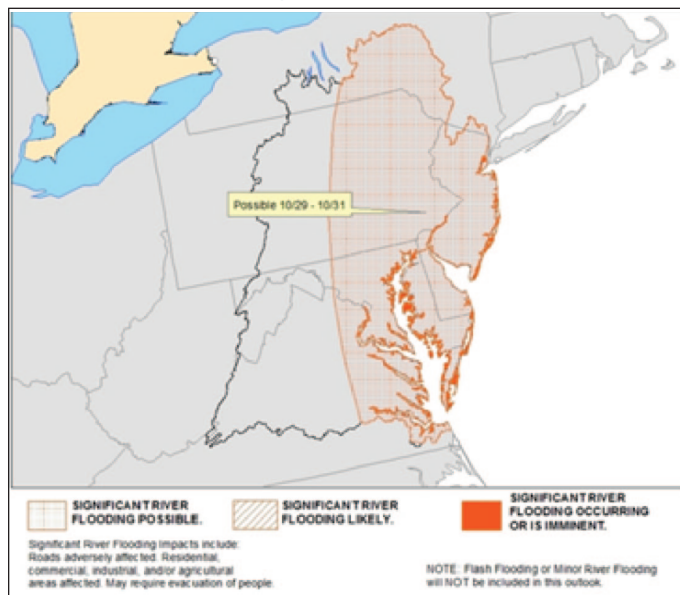 Possible 10/29 - 10/31
SIGNIFICANT RIVER
FLOODING POSSIBLE.
SIGNIFICANT RIVER
FLOODING LIKELY.
SIGNIFICANT RIVER
FLOODING OCCURRING
OR IS IMMINENT.
Significant River Flooding Impacts include:
Roads adversely affected. Residential,
commercial, industrial, and/or agricultural
areas affected. May require evacuation of people.
NOTE: Flash Flooding or Minor River Flooding
will NOT be included in this outlook.